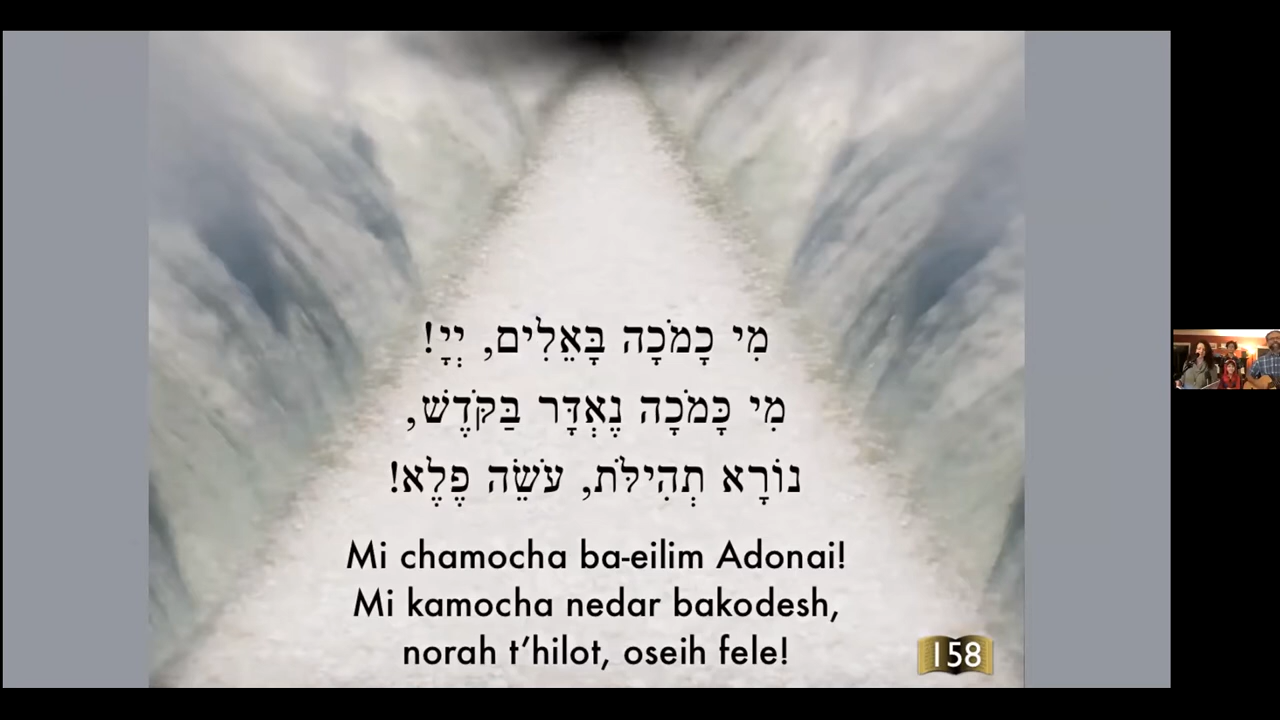 מִי כָמֹכָה בָּאֵלִים, יְיָ!
מִי כָּמֹכָה נֶאְדָּר בַּקֹּדֶשׁ,
נוֹרָא תְהִילֹּת, עֹשֵׂה פֶלֶא!
Mi chamocha ba-eilim Adonai!
Mi kamocha nedar bakodesh,
norah t’hilot, oseih fele!
158